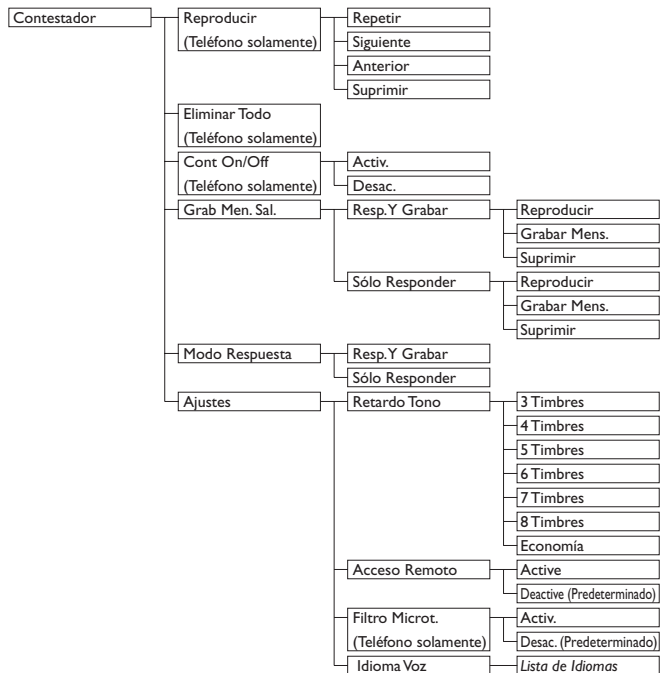 Contestador
Reproducir
(Teléfono solamente)
Repetir
Siguiente
Anterior
Suprimir
Eliminar Todo
(Teléfono solamente)
Cont On/Off
(Teléfono solamente)
Activ.
Desac.
Grab Men. Sal.
Resp.Y Grabar
Reproducir
Grabar Mens.
Suprimir
Sólo Responder
Reproducir
Grabar Mens.
Suprimir
Modo Respuesta
Resp.Y Grabar
Sólo Responder
Ajustes
Retardo Tono
3 Timbres
4 Timbres
5 Timbres
6 Timbres
7 Timbres
8 Timbres
Economía
Acceso Remoto
Active
Deactive (Predeterminado)
Filtro Microt.
(Teléfono solamente)
Activ.
Desac. (Predeterminado)
Idioma Voz
Lista de Idiomas